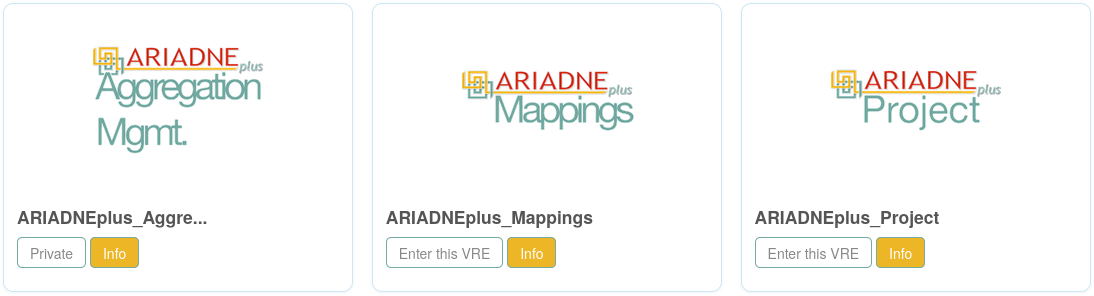 ARIADNEplus
Aggregation
Mgmt.
ARIADNEplus_Aggre...
Private
Info
ARIADNEplus
Mappings
ARIADNEplus_Mappings
Enter this VRE
Info
ARIADNEplus
Project
ARIADNEplus_Project
Enter this VRE
Info